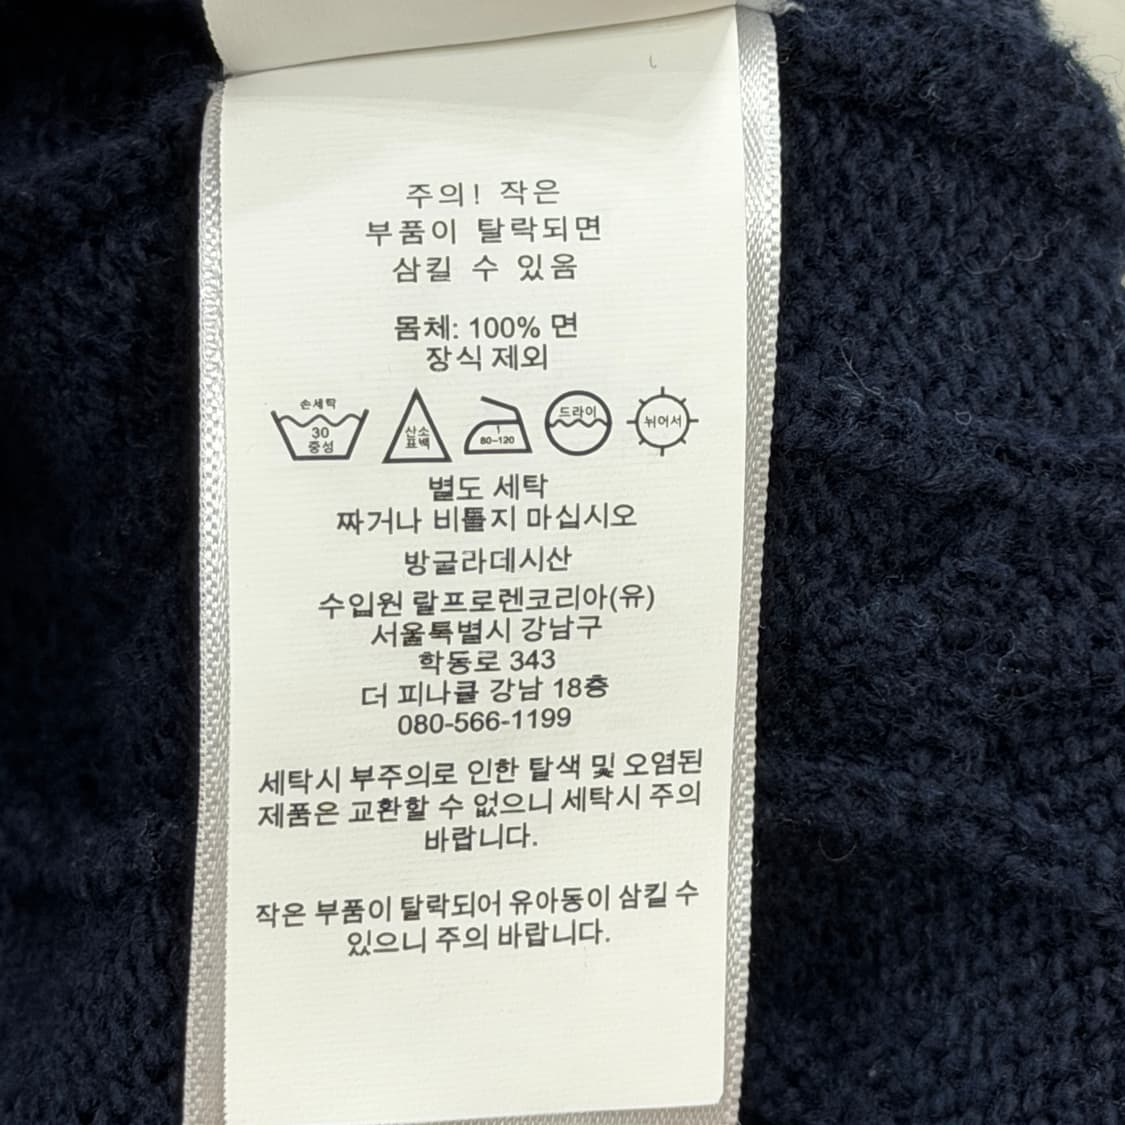 주의! 작은
부품이 탈락되면
삼킬 수 있음
몸체: 100% 면
장식 제외
손세탁
30
중성
산소
표백
80-120
드라이
뉘어서
별도 세탁
짜거나 비틀지 마십시오
방글라데시산
수입원 랄프로렌코리아(유)
서울특별시 강남구
학동로 343
더 피나클 강남 18층
080-566-1199
세탁시 부주의로 인한 탈색 및 오염된
제품은 교환할 수 없으니 세탁시 주의
바랍니다.
작은 부품이 탈락되어 유아동이 삼킬 수
있으니 주의 바랍니다.